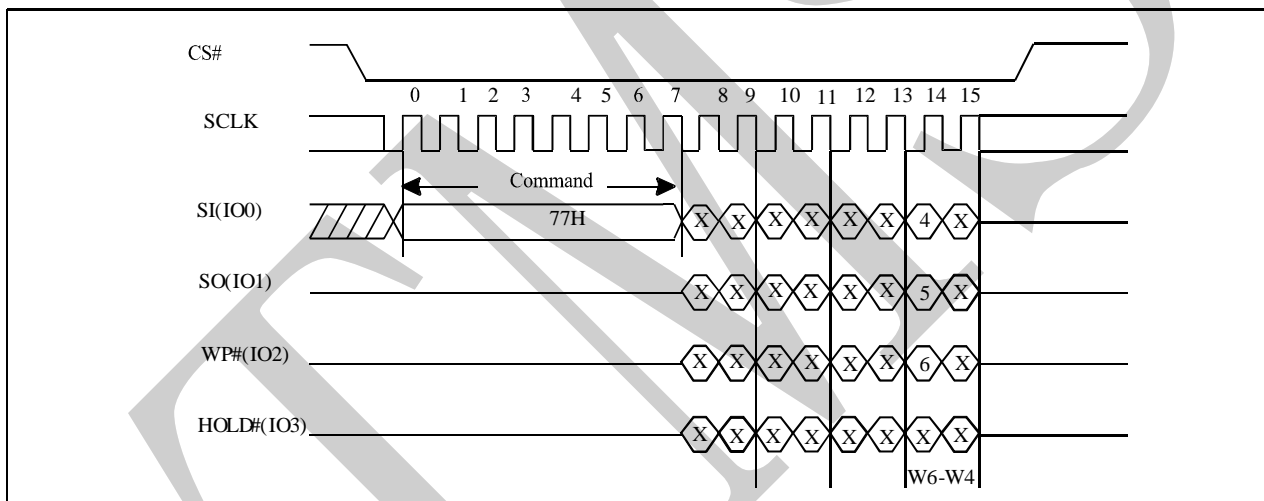 CS#
0 1 2 3 4 5 6 7 8 9 10 11 12 13 14 15
SCLK
Command
SI(IO0) 77H X X X X X X 4 X
SO(IO1) X X X X X X 5 X
WP#(IO2) X X X X X X 6 X
HOLD#(IO3) X X X X X X X X
W6-W4